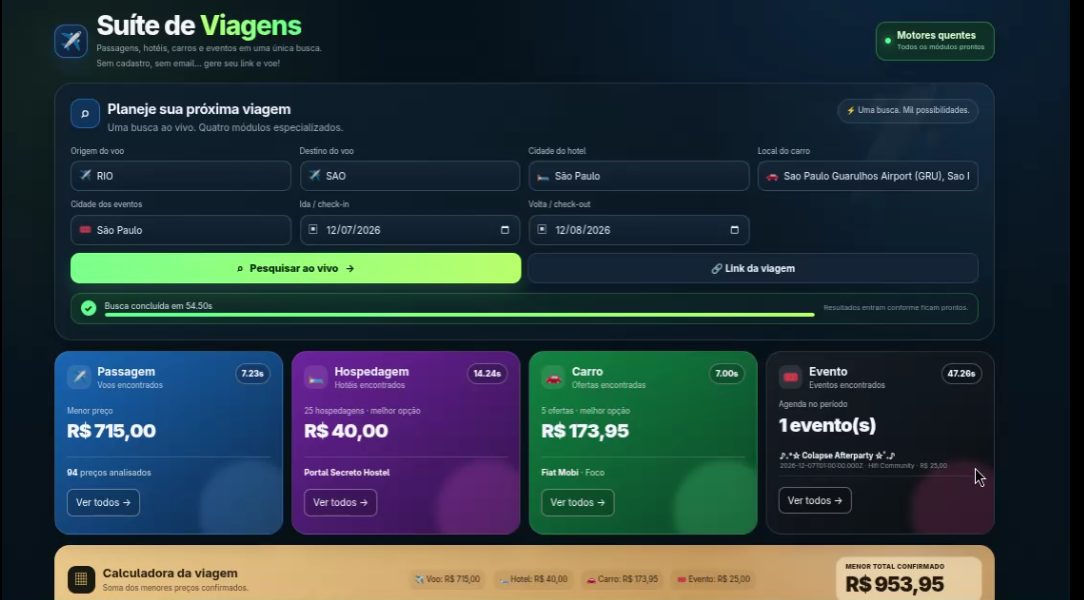 Suíte de Viagens
Passagens, hotéis, carros e eventos em uma única busca.
Sem cadastro, sem email... gere seu link e voe!
Motores quentes
Todos os módulos prontos
Planeje sua próxima viagem
Uma busca ao vivo. Quatro módulos especializados.
⚡ Uma busca. Mil possibilidades.
Origem do voo
Destino do voo
Cidade do hotel
Local do carro
RIO
SAO
São Paulo
Sao Paulo Guarulhos Airport (GRU), Sao
Cidade dos eventos
Ida / check-in
Volta / check-out
São Paulo
12/07/2026
12/08/2026
Pesquisar ao vivo →
Link da viagem
Busca concluída em 54.50s
Resultados entram conforme ficam prontos.
Passagem
Voos encontrados
7.23s
Menor preço
R$ 715,00
94 preços analisados
Ver todos →
Hospedagem
Hotéis encontrados
14.24s
25 hospedagens · melhor opção
R$ 40,00
Portal Secreto Hostel
Ver todos →
Carro
Ofertas encontradas
7.00s
5 ofertas · melhor opção
R$ 173,95
Fiat Mobi · Foco
Ver todos →
Evento
Eventos encontrados
47.26s
Agenda no período
1 evento(s)
♪.*☆ Colapse Afterparty ☆*.♪
2026-12-07T01:00:00.000Z · Hifi Community · R$ 25,00
Ver todos →
Calculadora da viagem
Soma dos menores preços confirmados.
Voo: R$ 715,00
Hotel: R$ 40,00
Carro: R$ 173,95
Evento: R$ 25,00
MENOR TOTAL CONFIRMADO
R$ 953,95